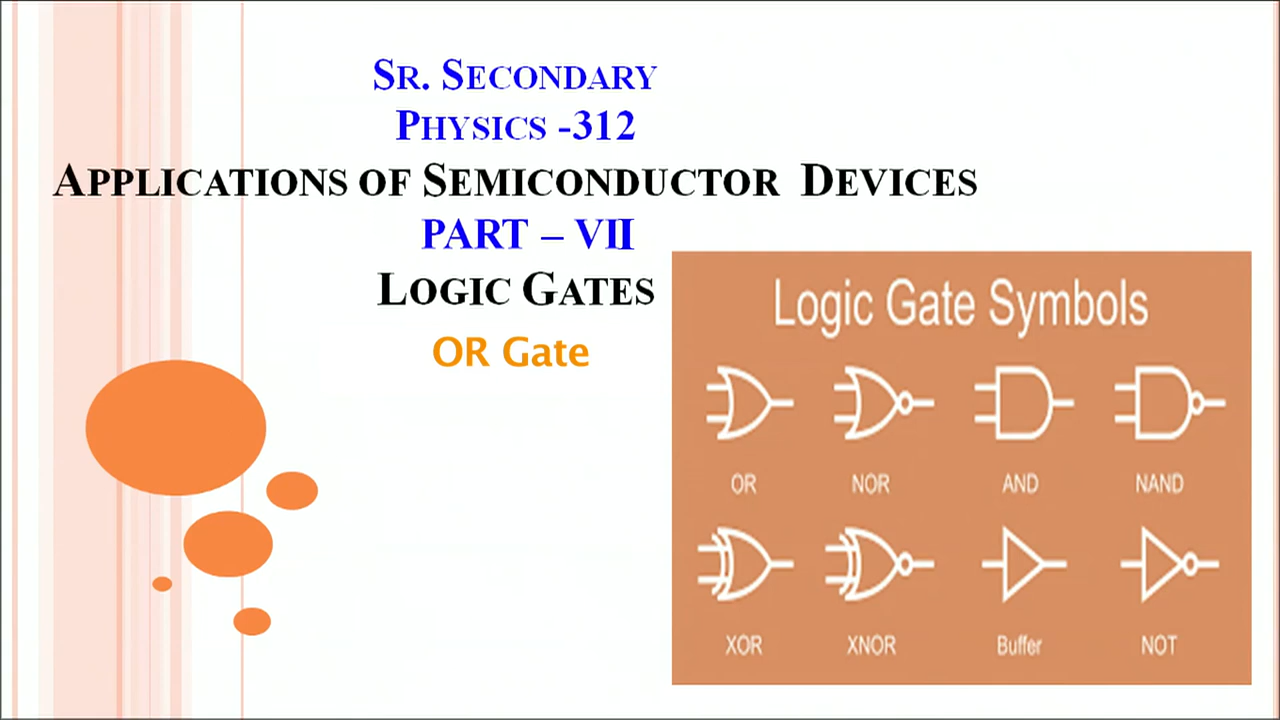 SR. SECONDARY
PHYSICS -312
APPLICATIONS OF SEMICONDUCTOR DEVICES
PART – VII
LOGIC GATES
OR Gate
Logic Gate Symbols
OR NOR AND NAND
XOR XNOR Buffer NOT